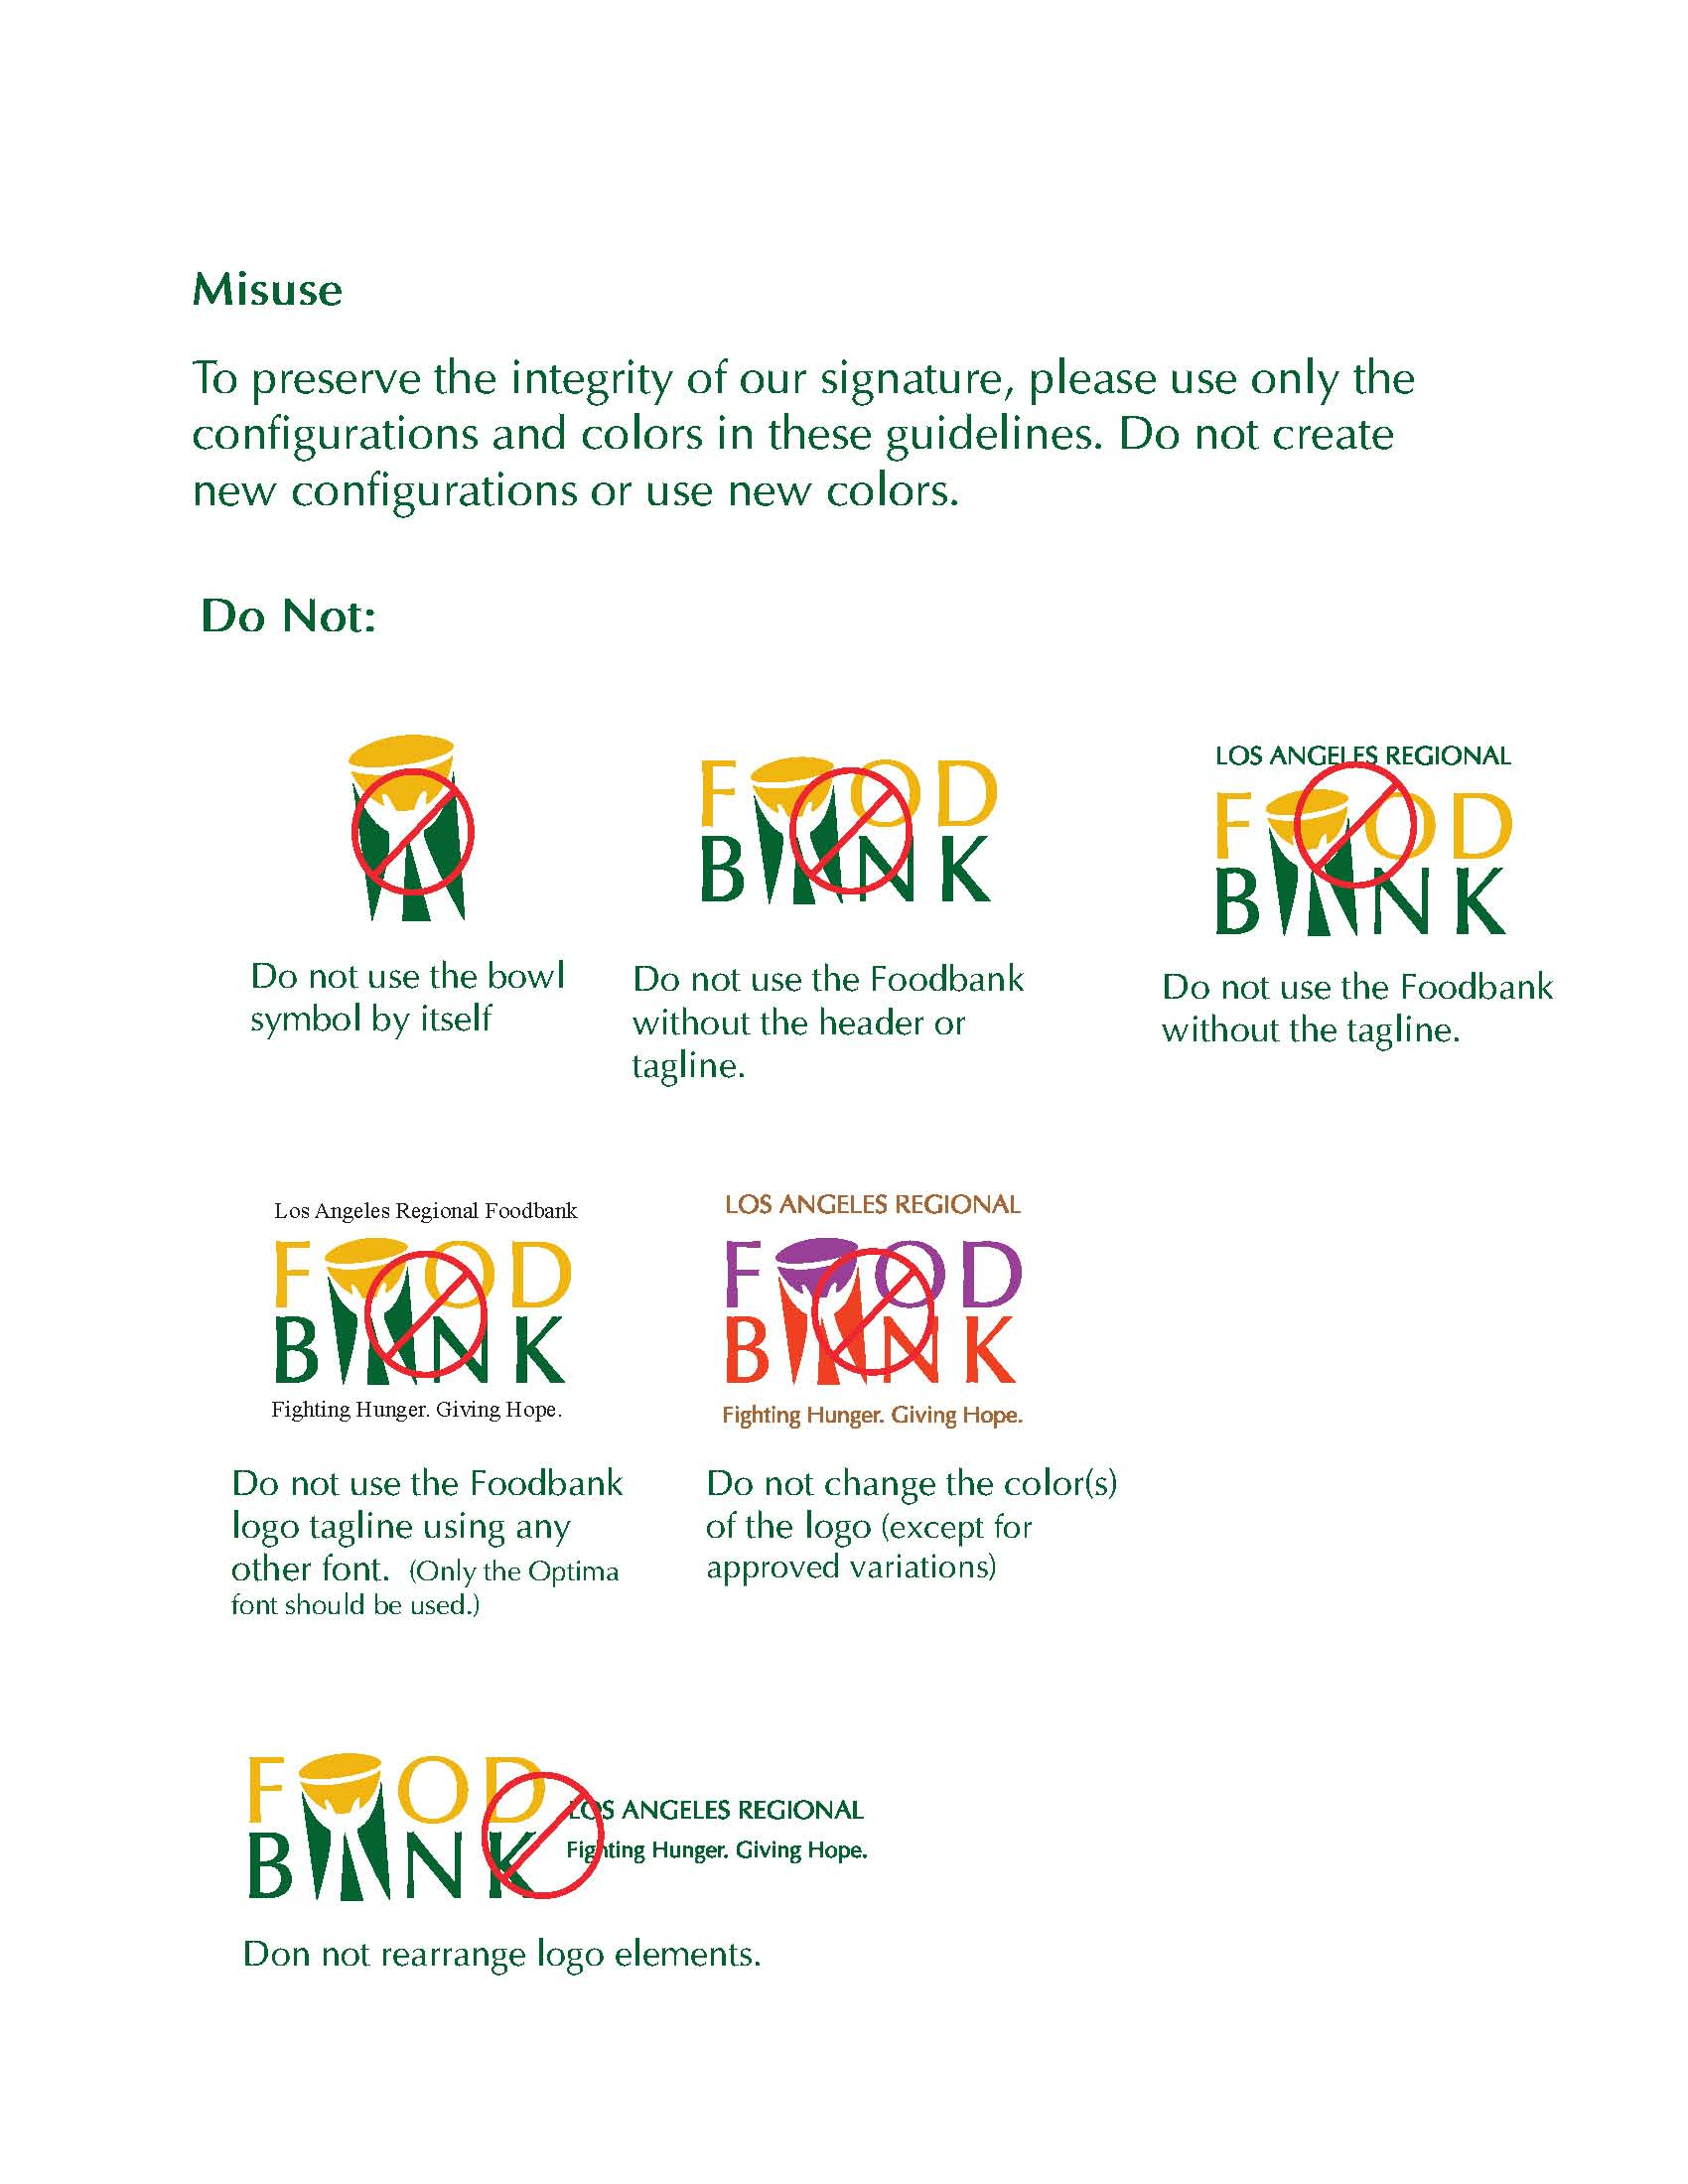 Misuse
To preserve the integrity of our signature, please use only the
configurations and colors in these guidelines. Do not create
new configurations or use new colors.
Do Not:
FOOD
BANK
LOS ANGELES REGIONAL
FOOD
BANK
Do not use the bowl
symbol by itself
Do not use the Foodbank
without the header or
tagline.
Do not use the Foodbank
without the tagline.
Los Angeles Regional Foodbank
FOOD
BANK
Fighting Hunger. Giving Hope.
LOS ANGELES REGIONAL
FOOD
BANK
Fighting Hunger. Giving Hope.
Do not use the Foodbank
logo tagline using any
other font. (Only the Optima
font should be used.)
Do not change the color(s)
of the logo (except for
approved variations)
FOOD
BANK
LOS ANGELES REGIONAL
Fighting Hunger. Giving Hope.
Don not rearrange logo elements.